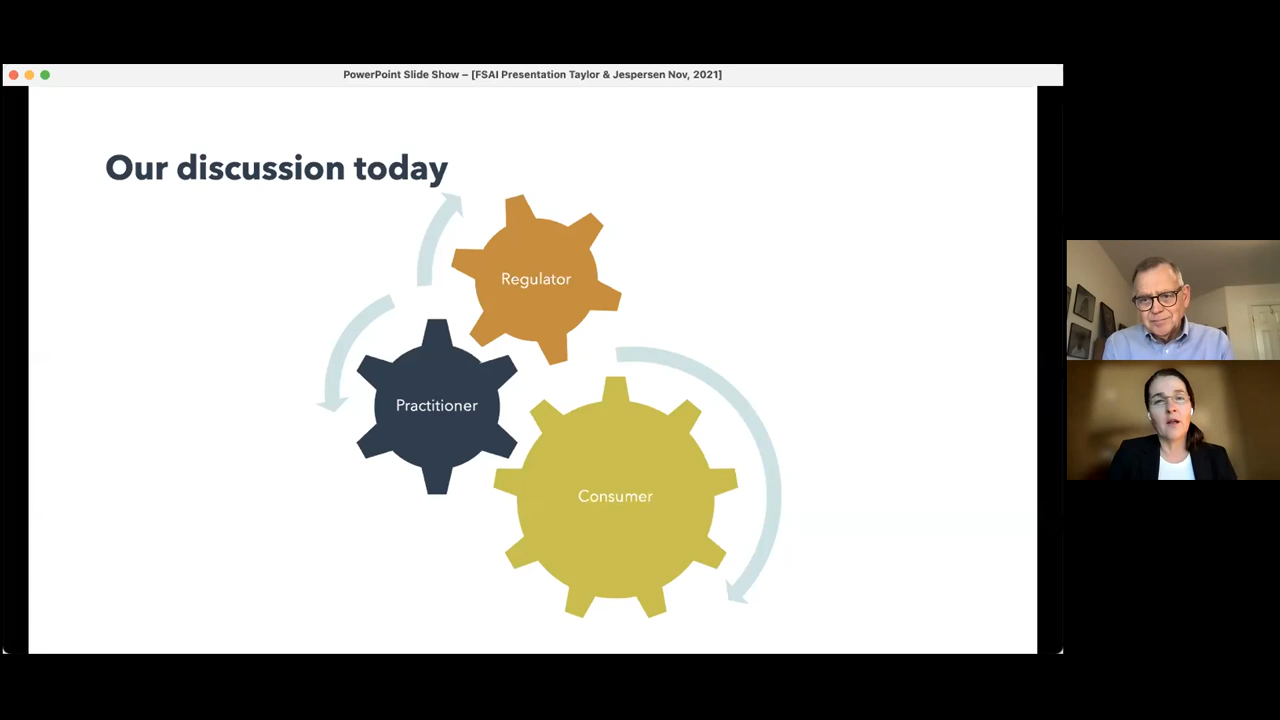 PowerPoint Slide Show – [FSAI Presentation Taylor & Jespersen Nov, 2021]
Our discussion today
Regulator
Practitioner
Consumer